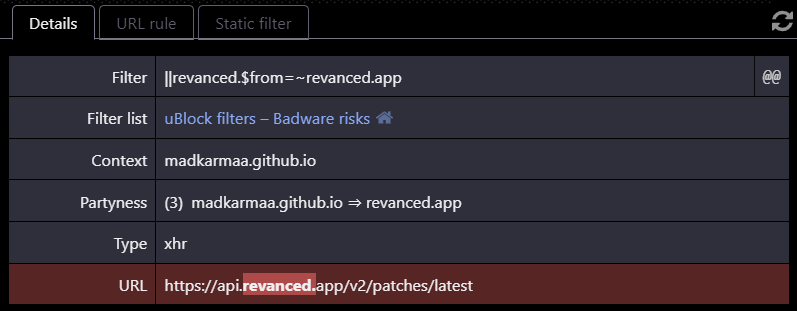 Details URL rule Static filter
Filter ||revanced.$from=~revanced.app @@
Filter list uBlock filters – Badware risks
Context madkarmaa.github.io
Partyness (3) madkarmaa.github.io ⇒ revanced.app
Type xhr
URL https://api.revanced.app/v2/patches/latest